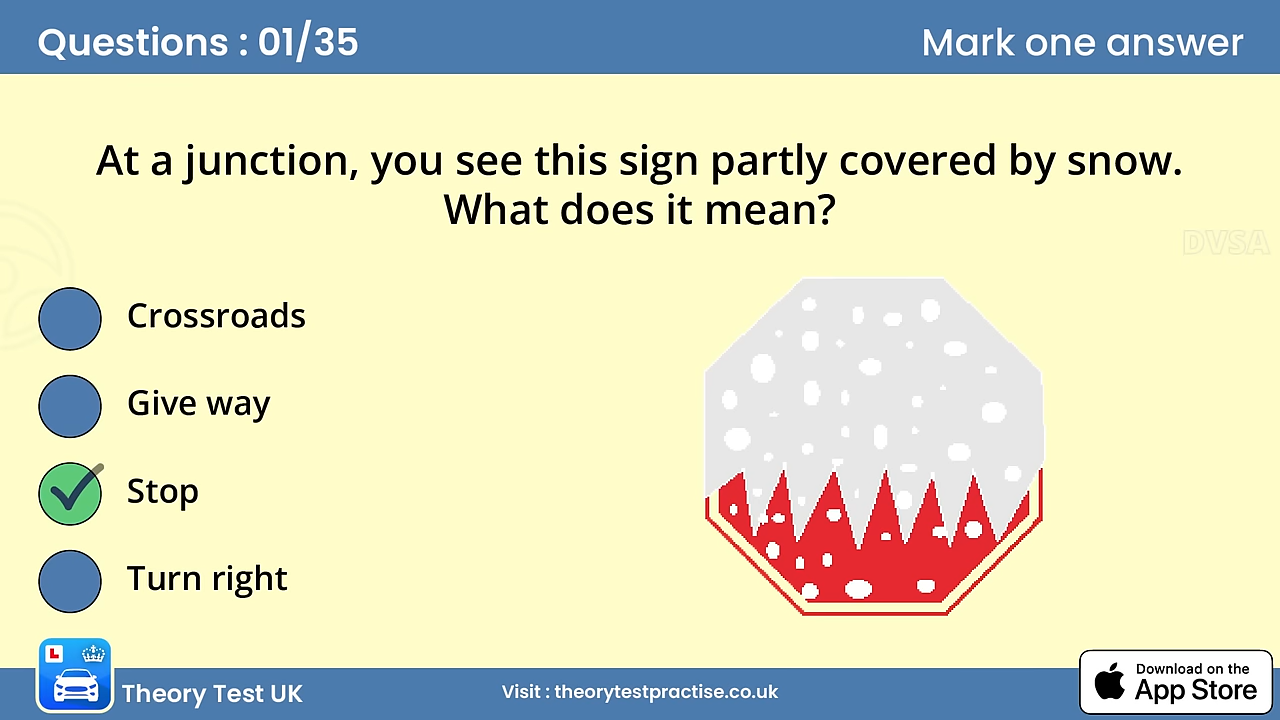 Questions : 01/35
Mark one answer
At a junction, you see this sign partly covered by snow.
What does it mean?
DVSA
Crossroads
Give way
Stop
Turn right
L
Theory Test UK
Visit : theorytestpractise.co.uk
Download on the
App Store